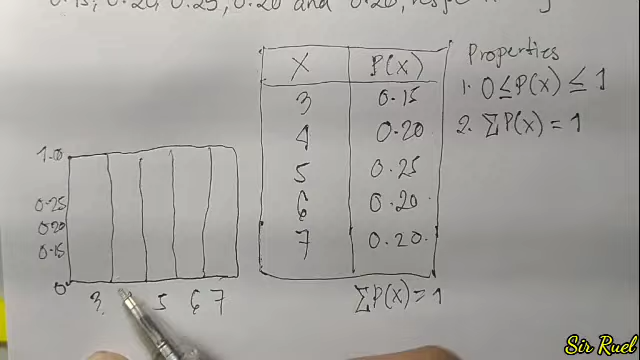 0.15, 0.20, 0.25, 0.20 and 0.20,
X P(X)
3 0.15
4 0.20
5 0.25
6 0.20
7 0.20
ΣP(X) = 1
Properties
1. 0 ≤ P(X) ≤ 1
2. ΣP(X) = 1
1.0
0.25
0.20
0.15
0
3 5 6 7
Sir Ruel